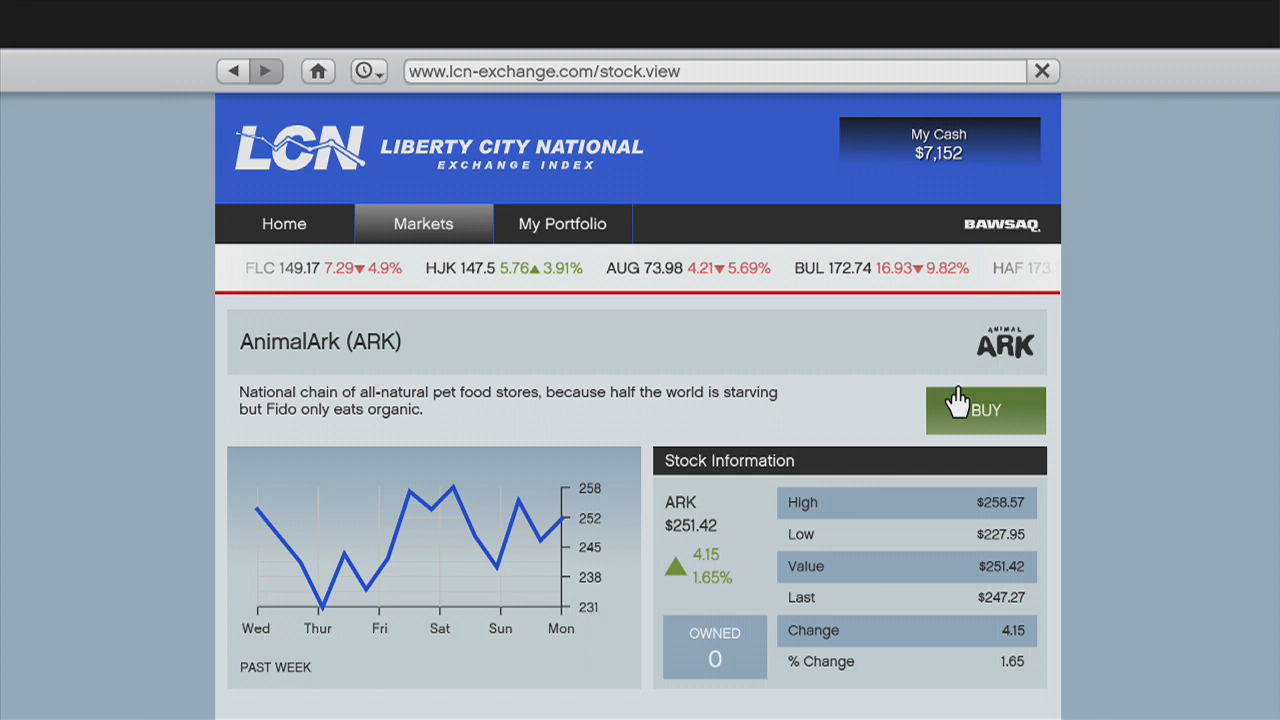 www.lcn-exchange.com/stock.view
LCN LIBERTY CITY NATIONAL
EXCHANGE INDEX
My Cash
$7,152
Home Markets My Portfolio BAWSAQ
FLC 149.17 7.29▼4.9% HJK 147.5 5.76▲3.91% AUG 73.98 4.21▼5.69% BUL 172.74 16.93▼9.82% HAF 173.
AnimalArk (ARK)
ANIMAL
ARK
National chain of all-natural pet food stores, because half the world is starving
but Fido only eats organic.
BUY
258
252
245
238
231
Wed Thur Fri Sat Sun Mon
PAST WEEK
Stock Information
ARK
$251.42
4.15
1.65%
OWNED
0
High $258.57
Low $227.95
Value $251.42
Last $247.27
Change 4.15
% Change 1.65